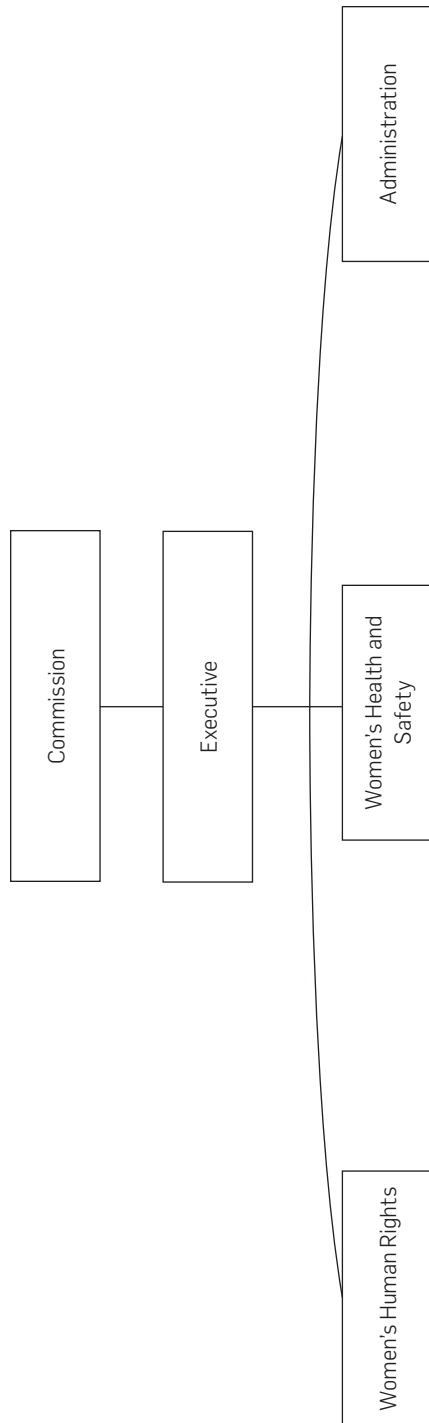 Commission
Executive
Women's Human Rights
Women's Health and
Safety
Administration